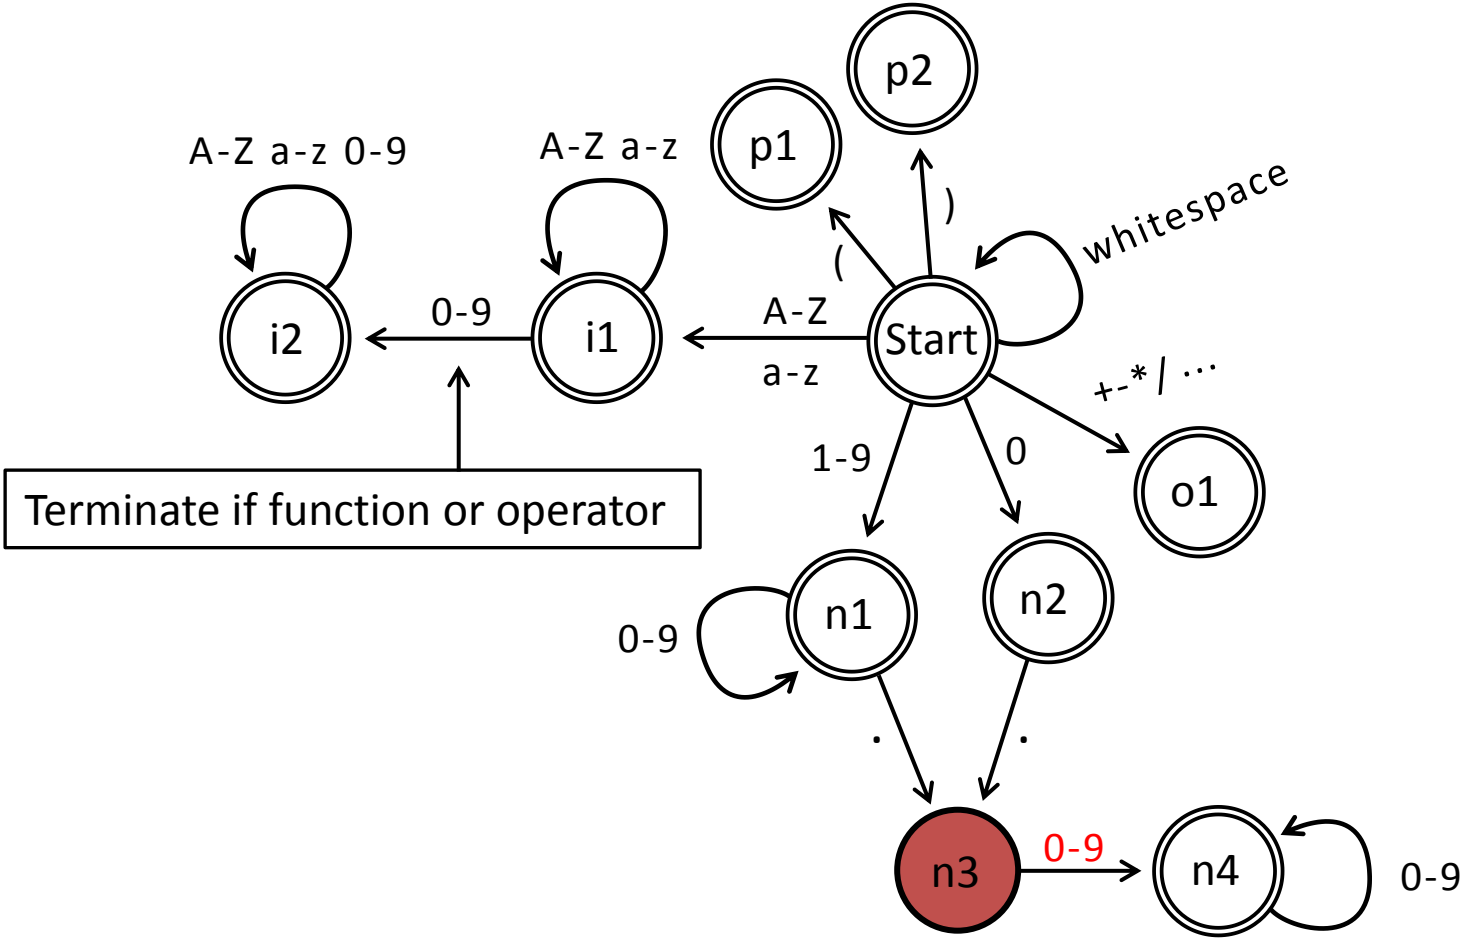 p2
p1
A-Z a-z 0-9
A-Z a-z
)
whitespace
(
i2
0-9
i1
A-Z
a-z
Start
+-*/ ...
1-9
0
Terminate if function or operator
o1
n1
n2
0-9
.
.
n3
0-9
n4
0-9